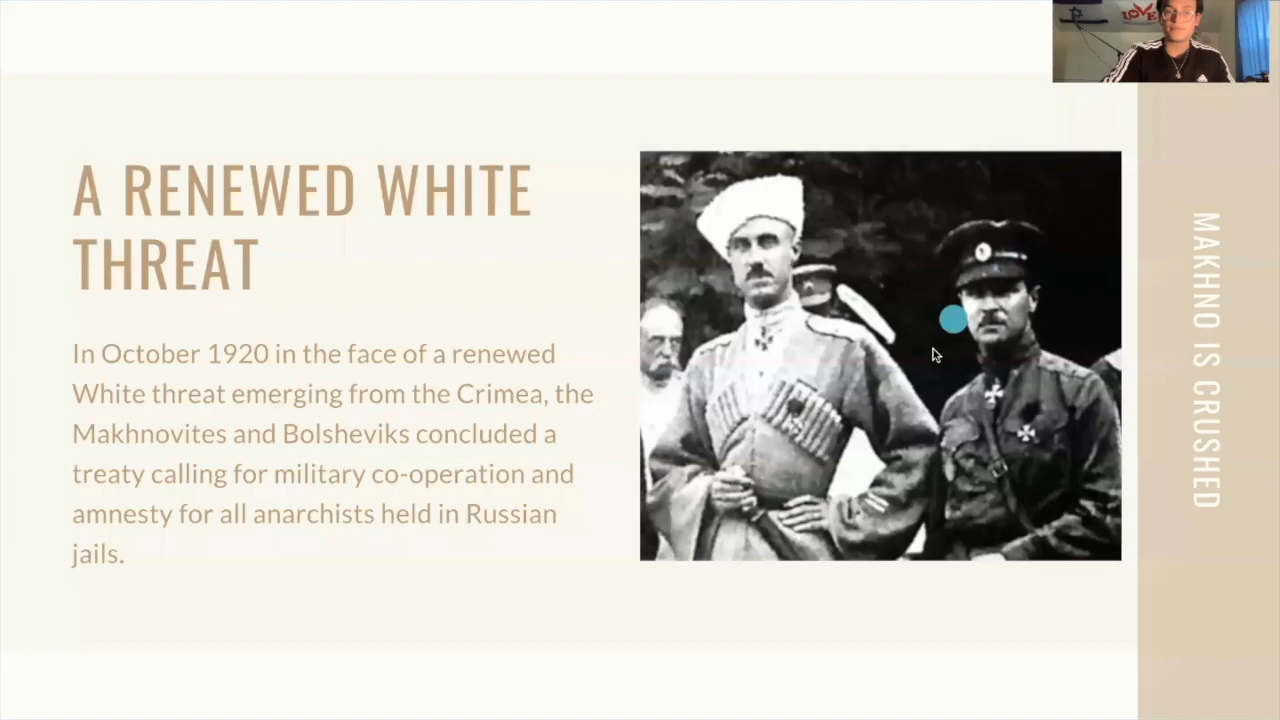 LOVE
A RENEWED WHITE
THREAT
In October 1920 in the face of a renewed
White threat emerging from the Crimea, the
Makhnovites and Bolsheviks concluded a
treaty calling for military co-operation and
amnesty for all anarchists held in Russian
jails.
MAKHNO IS CRUSHED